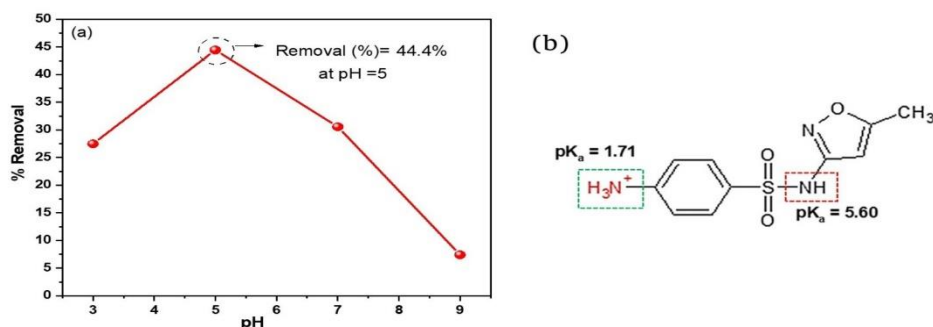 (a)
Removal (%)= 44.4%
at pH =5
% Removal
50
45
40
35
30
25
20
15
10
5
0
3 4 5 6 7 8 9
pH
(b)
pKₐ = 1.71
H₃N⁺
O
S
O
NH
N
O
CH₃
pKₐ = 5.60